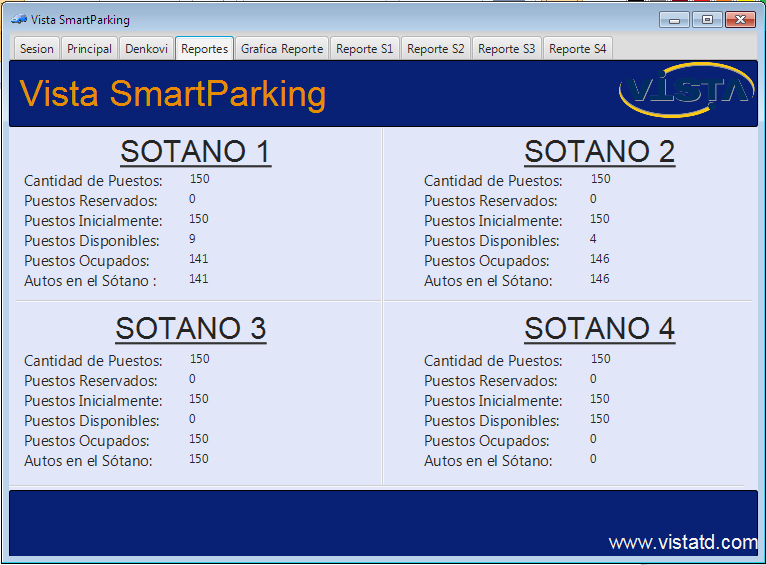 Vista SmartParking
Sesion Principal Denkovi Reportes Grafica Reporte Reporte S1 Reporte S2 Reporte S3 Reporte S4
Vista SmartParking
VISTA
SOTANO 1
Cantidad de Puestos: 150
Puestos Reservados: 0
Puestos Inicialmente: 150
Puestos Disponibles: 9
Puestos Ocupados: 141
Autos en el Sótano : 141
SOTANO 2
Cantidad de Puestos: 150
Puestos Reservados: 0
Puestos Inicialmente: 150
Puestos Disponibles: 4
Puestos Ocupados: 146
Autos en el Sótano: 146
SOTANO 3
Cantidad de Puestos: 150
Puestos Reservados: 0
Puestos Inicialmente: 150
Puestos Disponibles: 0
Puestos Ocupados: 150
Autos en el Sótano: 150
SOTANO 4
Cantidad de Puestos: 150
Puestos Reservados: 0
Puestos Inicialmente: 150
Puestos Disponibles: 150
Puestos Ocupados: 0
Autos en el Sótano: 0
www.vistatd.com